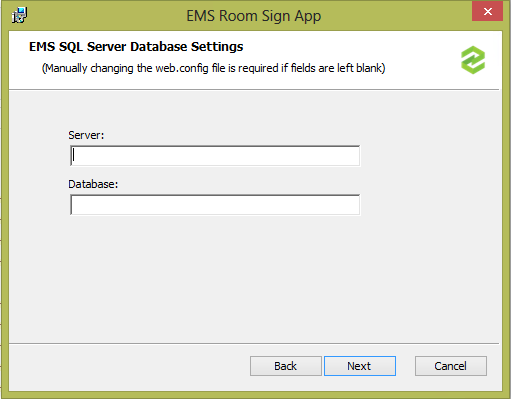 EMS Room Sign App
EMS SQL Server Database Settings
(Manually changing the web.config file is required if fields are left blank)
Server:
Database:
Back Next Cancel